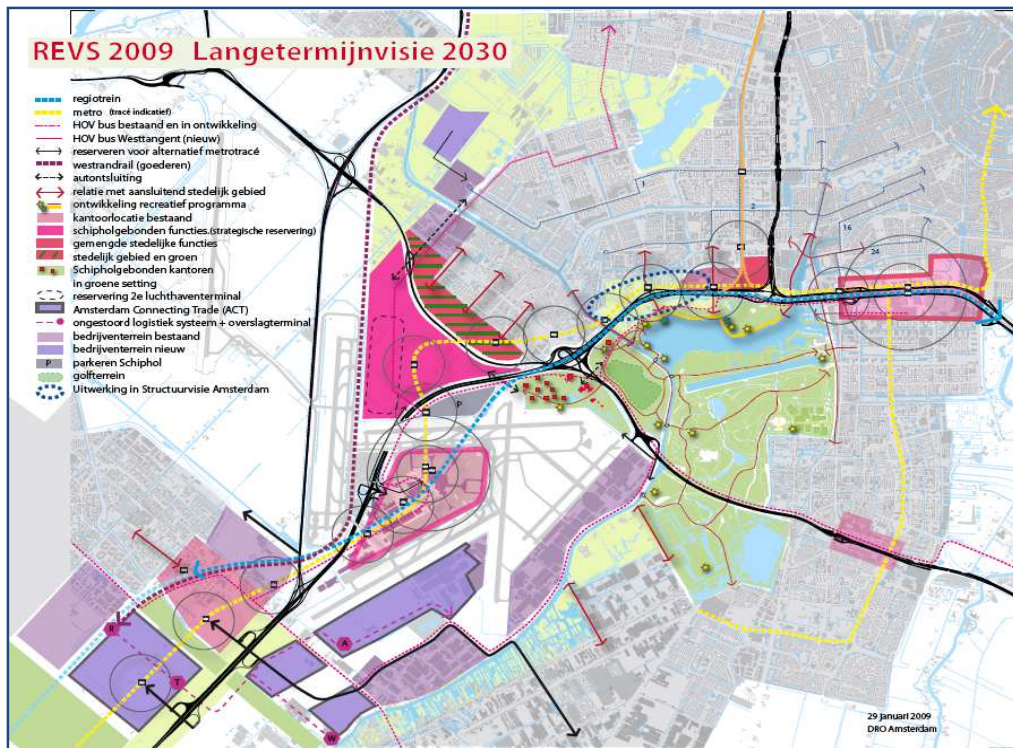 REVS 2009 Langetermijnvisie 2030
regiotrein
metro (tracé indicatief)
HOV bus bestaand en in ontwikkeling
HOV bus Westtangent (nieuw)
reserveren voor alternatief metrotracé
westrandrail (goederen)
autontsluiting
relatie met aansluitend stedelijk gebied
ontwikkeling recreatief programma
kantoorlocatie bestaand
schipholgebonden functies.(strategische reservering)
gemengde stedelijke functies
stedelijk gebied en groen
Schipholgebonden kantoren
in groene setting
reservering 2e luchthaventerminal
Amsterdam Connecting Trade (ACT)
ongestoord logistiek systeem + overslagterminal
bedrijventerrein bestaand
bedrijventerrein nieuw
P parkeren Schiphol
golfterrein
Uitwerking in Structuurvisie Amsterdam
1
2
16
24
P
R
A
T
W
29 januari 2009
DRO Amsterdam